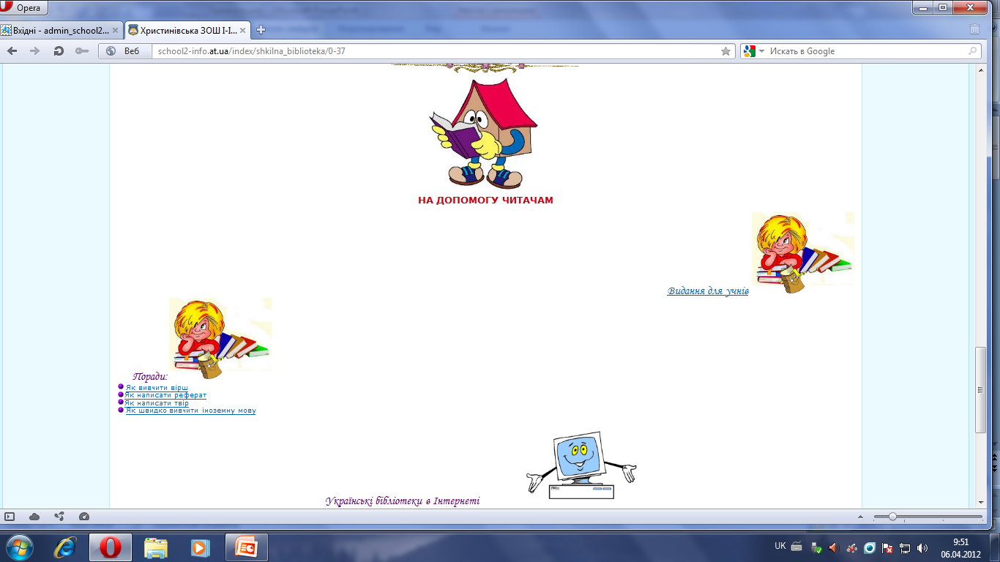 Opera
Вхідні - admin_school2...
Христинівська ЗОШ І-І...
Веб
school2-info.at.ua/index/shkilna_biblioteka/0-37
Искать в Google
НА ДОПОМОГУ ЧИТАЧАМ
Видання для учнів
Поради:
Як вивчити вірш
Як написати реферат
Як написати твір
Як швидко вивчити іноземну мову
Українські бібліотеки в Інтернеті
UK
9:51
06.04.2012